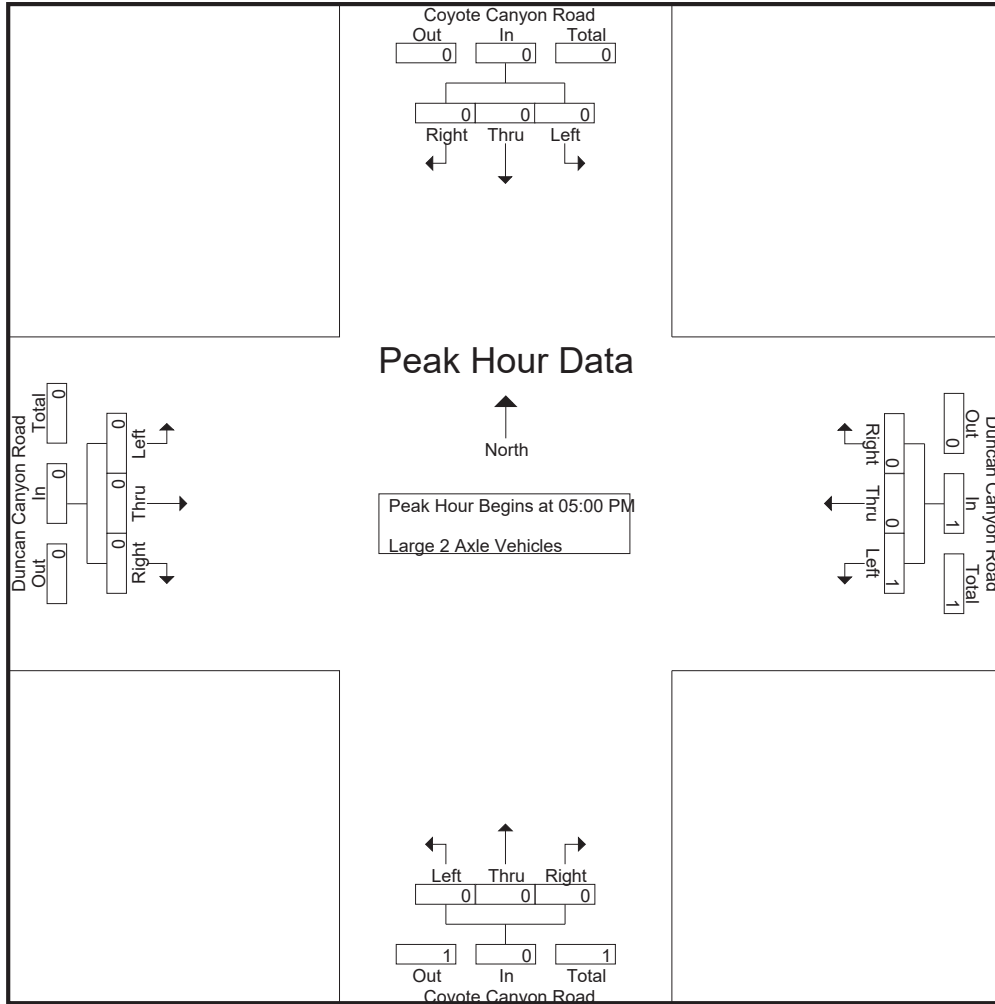 Coyote Canyon Road
Out In Total
0 0 0
0 0 0
Right Thru Left
Peak Hour Data
North
Peak Hour Begins at 05:00 PM
Large 2 Axle Vehicles
Duncan Canyon Road
Total In Out
0 0 0
0 0 0
Left Thru Right
Duncan Canyon Road
Out In Total
0 1 1
0 0 1
Right Thru Left
Left Thru Right
0 0 0
1 0 1
Out In Total
Coyote Canyon Road